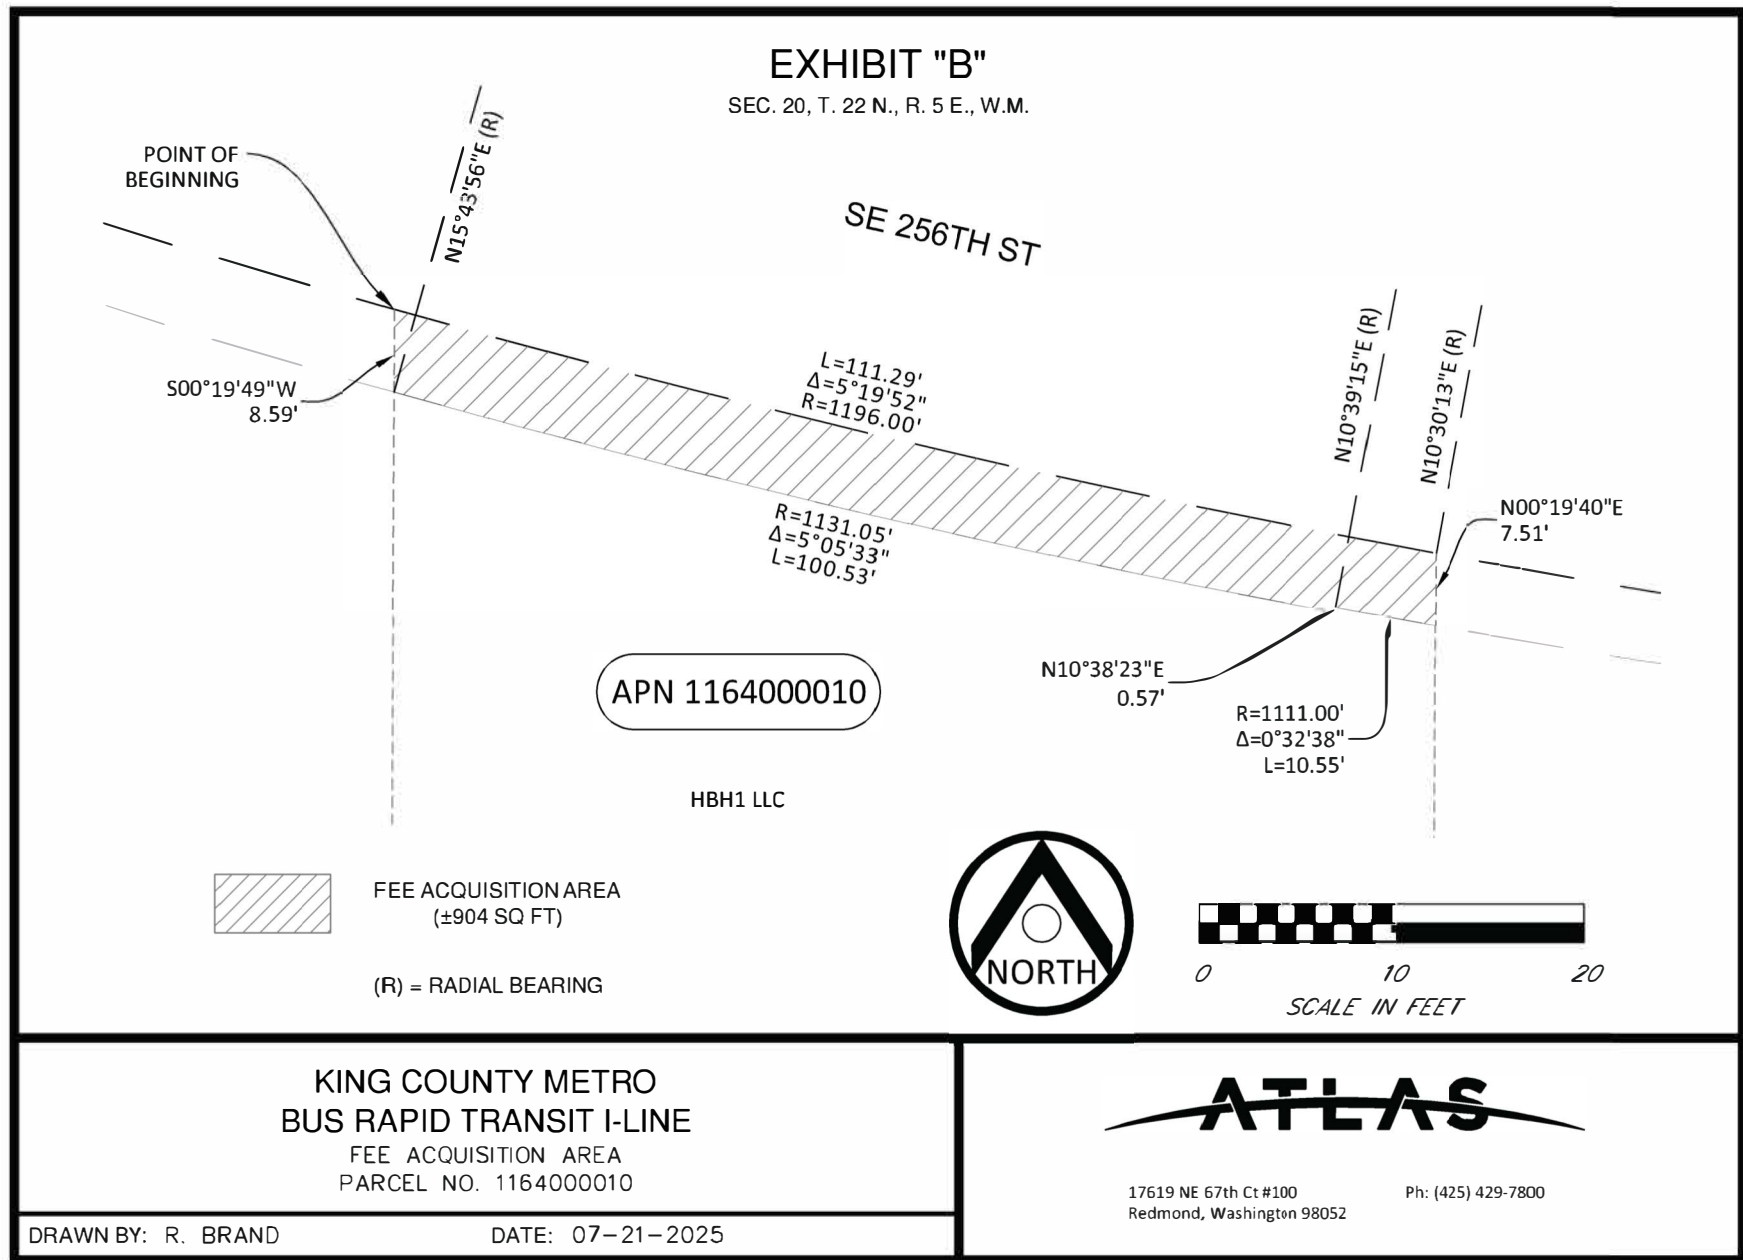 EXHIBIT "B"
SEC. 20, T. 22 N., R. 5 E., W.M.
POINT OF
BEGINNING
N15°43'56"E (R)
SE 256TH ST
S00°19'49"W
8.59'
L=111.29'
Δ=5°19'52"
R=1196.00'
N10°39'15"E (R)
N10°30'13"E (R)
N00°19'40"E
7.51'
R=1131.05'
Δ=5°05'33"
L=100.53'
N10°38'23"E
0.57'
APN 1164000010
R=1111.00'
Δ=0°32'38"
L=10.55'
HBH1 LLC
FEE ACQUISITION AREA
(±904 SQ FT)
(R) = RADIAL BEARING
NORTH
0 10 20
SCALE IN FEET
KING COUNTY METRO
BUS RAPID TRANSIT I-LINE
FEE ACQUISITION AREA
PARCEL NO. 1164000010
DRAWN BY: R. BRAND DATE: 07-21-2025
ATLAS
17619 NE 67th Ct #100 Ph: (425) 429-7800
Redmond, Washington 98052